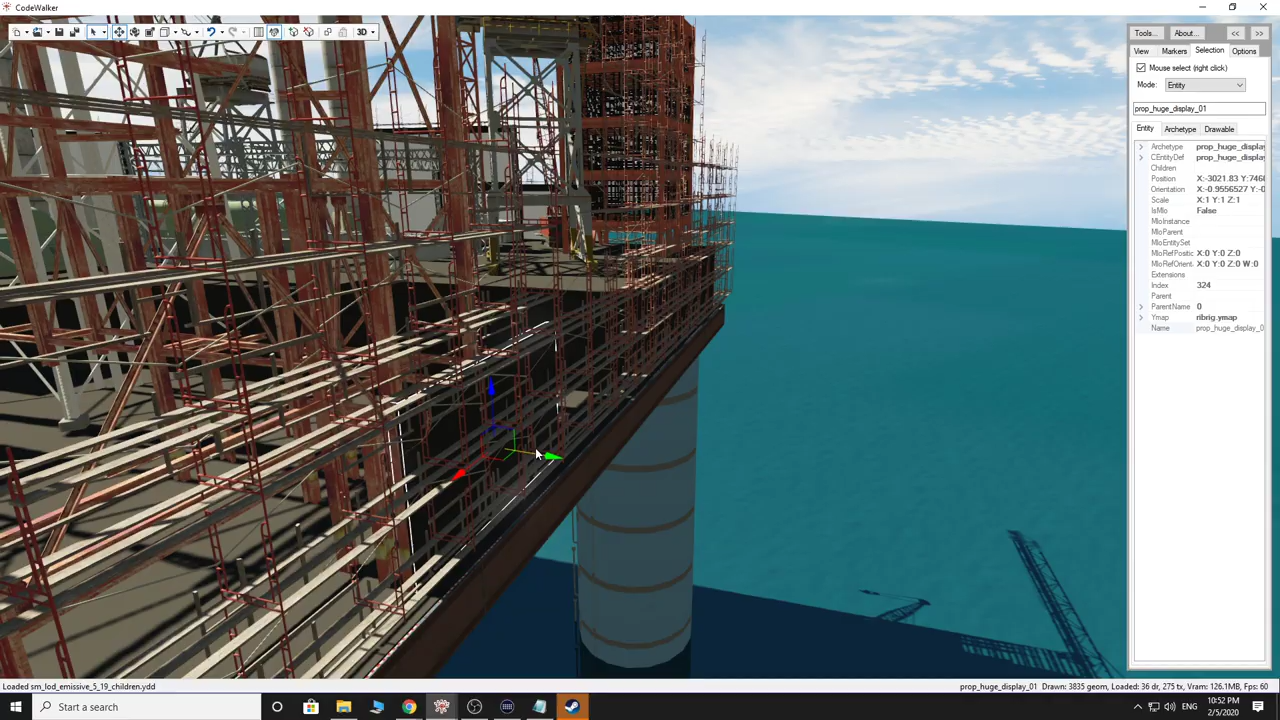 CodeWalker
3D
Tools...
About...
<<
>>
View
Markers
Selection
Options
Mouse select (right click)
Mode:
Entity
prop_huge_display_01
Entity
Archetype
Drawable
Archetype prop_huge_display
CEntityDef prop_huge_display
Children
Position X:-3021.83 Y:7460
Orientation X:-0.9556527 Y:-0
Scale X:1 Y:1 Z:1
IsMlo False
MloInstance
MloParent
MloEntitySet
MloRefPositic X:0 Y:0 Z:0
MloRefOrient. X:0 Y:0 Z:0 W:0
Extensions
Index 324
Parent
ParentName 0
Ymap ribrig.ymap
Name prop_huge_display_0
Loaded sm_lod_emissive_5_19_children.ydd
prop_huge_display_01 Drawn: 3835 geom, Loaded: 36 dr, 275 tx, Vram: 126.1MB, Fps: 60
Start a search
ENG
10:52 PM
2/5/2020